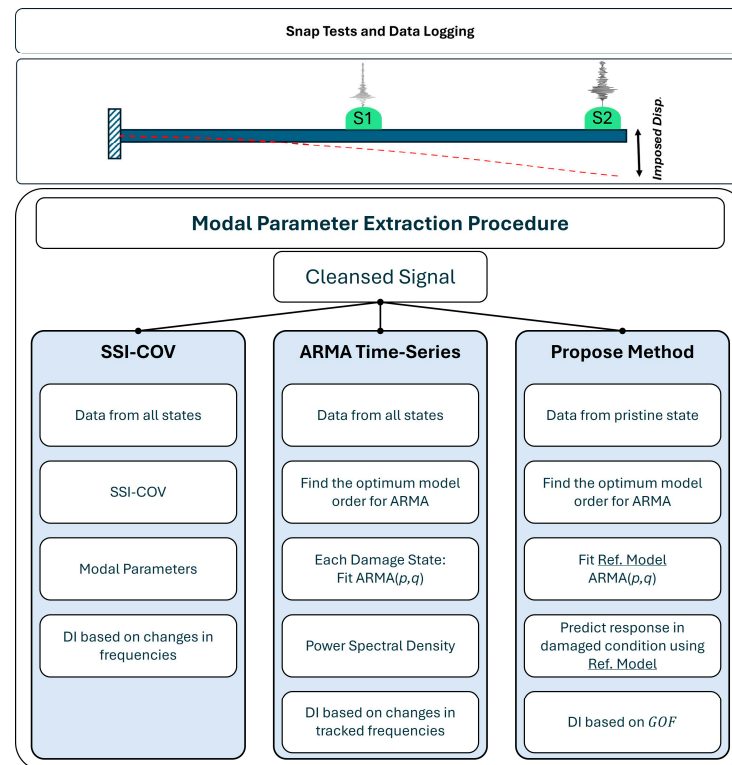 Snap Tests and Data Logging
S1
S2
Imposed Disp.
Modal Parameter Extraction Procedure
Cleansed Signal
SSI-COV
Data from all states
SSI-COV
Modal Parameters
DI based on changes in
frequencies
ARMA Time-Series
Data from all states
Find the optimum model
order for ARMA
Each Damage State:
Fit ARMA(p,q)
Power Spectral Density
DI based on changes in
tracked frequencies
Propose Method
Data from pristine state
Find the optimum model
order for ARMA
Fit Ref. Model
ARMA(p,q)
Predict response in
damaged condition using
Ref. Model
DI based on GOF